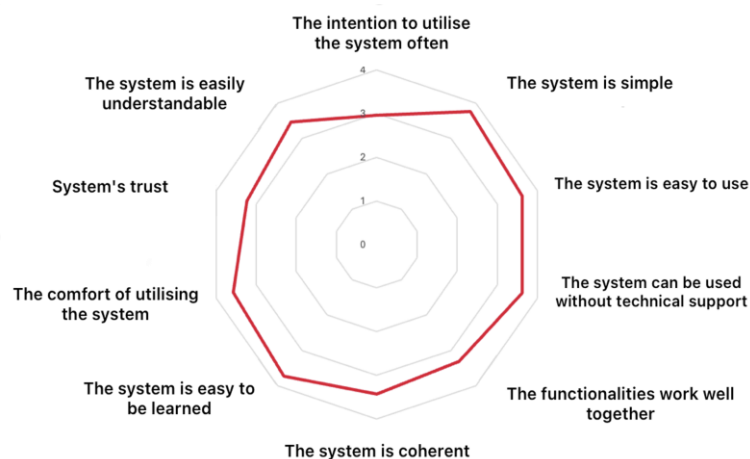 The intention to utilise
the system often
The system is simple
The system is easy to use
The system can be used
without technical support
The functionalities work well
together
The system is coherent
The system is easy to
be learned
The comfort of utilising
the system
System's trust
The system is easily
understandable
4
3
2
1
0